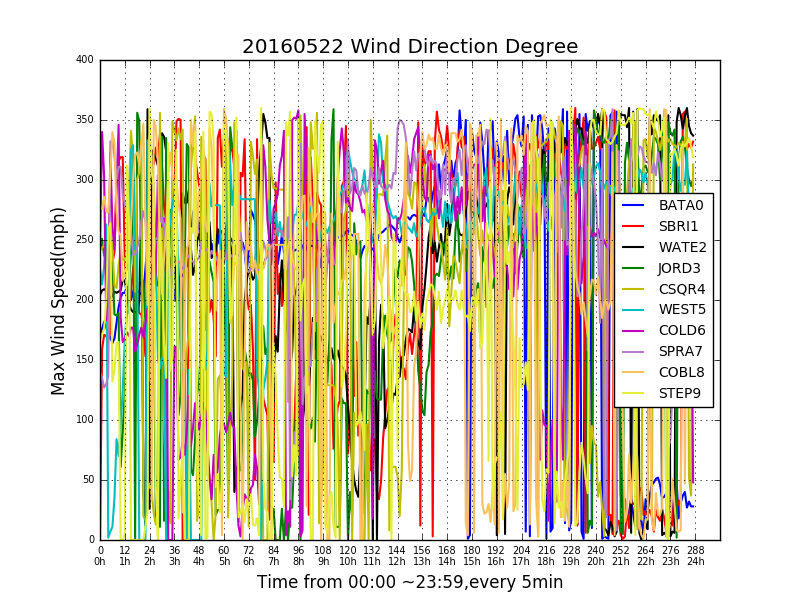 20160522 Wind Direction Degree
400
350
300
250
200
150
100
50
0
Max Wind Speed(mph)
BATA0
SBRI1
WATE2
JORD3
CSQR4
WEST5
COLD6
SPRA7
COBL8
STEP9
0 12 24 36 48 60 72 84 96 108 120 132 144 156 168 180 192 204 216 228 240 252 264 276 288
0h 1h 2h 3h 4h 5h 6h 7h 8h 9h 10h 11h 12h 13h 14h 15h 16h 17h 18h 19h 20h 21h 22h 23h 24h
Time from 00:00 ~23:59,every 5min